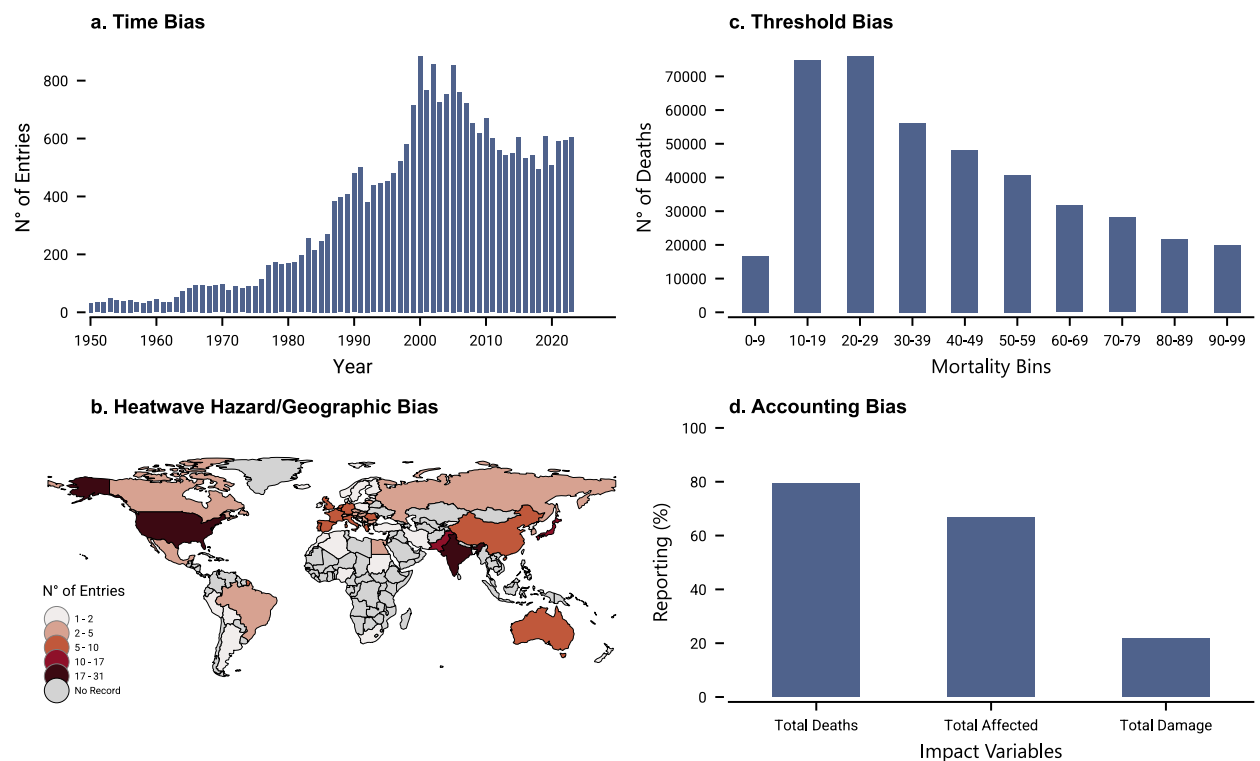 a. Time Bias
N° of Entries
800
600
400
200
0
1950 1960 1970 1980 1990 2000 2010 2020
Year
c. Threshold Bias
N° of Deaths
70000
60000
50000
40000
30000
20000
10000
0
0-9 10-19 20-29 30-39 40-49 50-59 60-69 70-79 80-89 90-99
Mortality Bins
b. Heatwave Hazard/Geographic Bias
N° of Entries
1 - 2
2 - 5
5 - 10
10 - 17
17 - 31
No Record
d. Accounting Bias
Reporting (%)
100
80
60
40
20
0
Total Deaths Total Affected Total Damage
Impact Variables